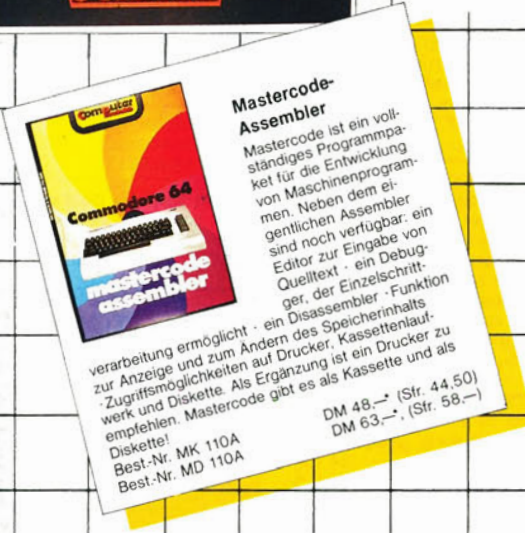 Computer
Commodore 64
mastercode
assembler
Mastercode-
Assembler
Mastercode ist ein voll-
ständiges Programmpa-
ket für die Entwicklung
von Maschinenprogram-
men. Neben dem ei-
gentlichen Assembler
sind noch verfügbar: ein
Editor zur Eingabe von
Quelltext · ein Debug-
ger, der Einzelschritt-
verarbeitung ermöglicht · ein Disassembler · Funktion
zur Anzeige und zum Ändern des Speicherinhalts
· Zugriffsmöglichkeiten auf Drucker, Kassettenlauf-
werk und Diskette. Als Ergänzung ist ein Drucker zu
empfehlen. Mastercode gibt es als Kassette und als
Diskette!
Best.-Nr. MK 110A DM 48,—* (Sfr. 44,50)
Best.-Nr. MD 110A DM 63,—*, (Sfr. 58,—)